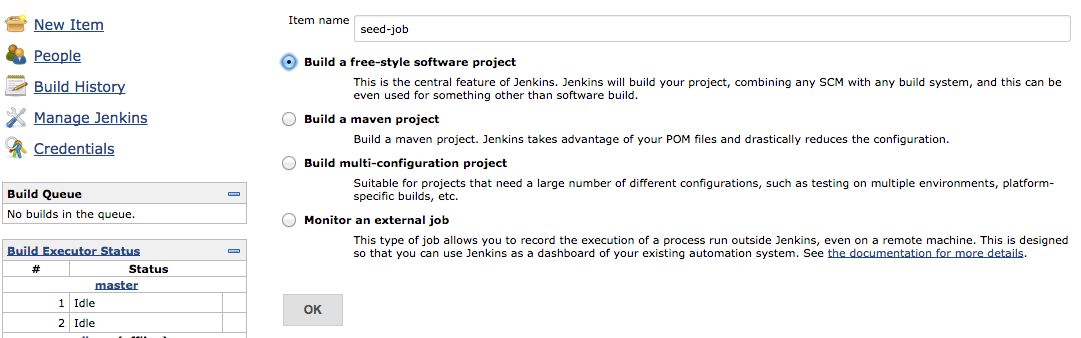 New Item
People
Build History
Manage Jenkins
Credentials
Build Queue
No builds in the queue.
Build Executor Status
# Status
master
1 Idle
2 Idle
Item name seed-job
Build a free-style software project
This is the central feature of Jenkins. Jenkins will build your project, combining any SCM with any build system, and this can be
even used for something other than software build.
Build a maven project
Build a maven project. Jenkins takes advantage of your POM files and drastically reduces the configuration.
Build multi-configuration project
Suitable for projects that need a large number of different configurations, such as testing on multiple environments, platform-
specific builds, etc.
Monitor an external job
This type of job allows you to record the execution of a process run outside Jenkins, even on a remote machine. This is designed
so that you can use Jenkins as a dashboard of your existing automation system. See the documentation for more details.
OK